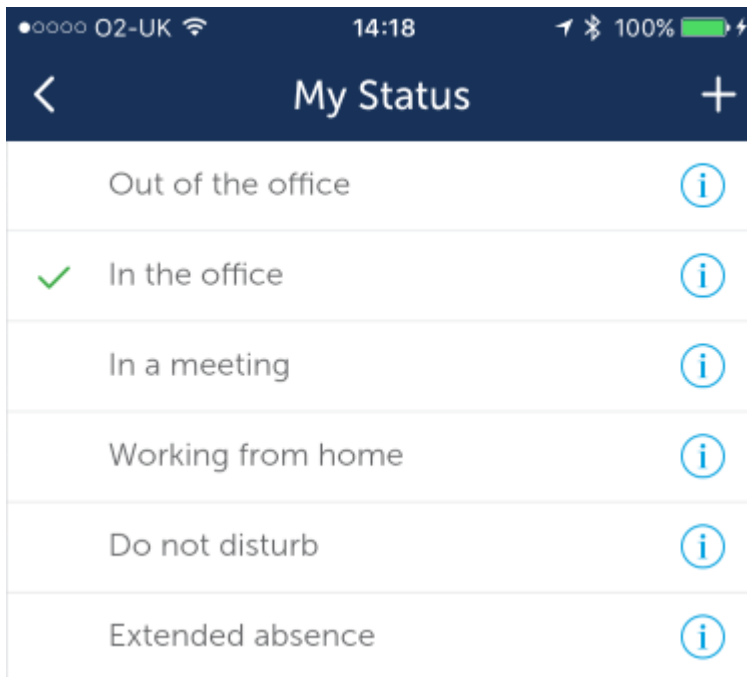 O2-UK 14:18 100%
My Status
Out of the office
In the office
In a meeting
Working from home
Do not disturb
Extended absence